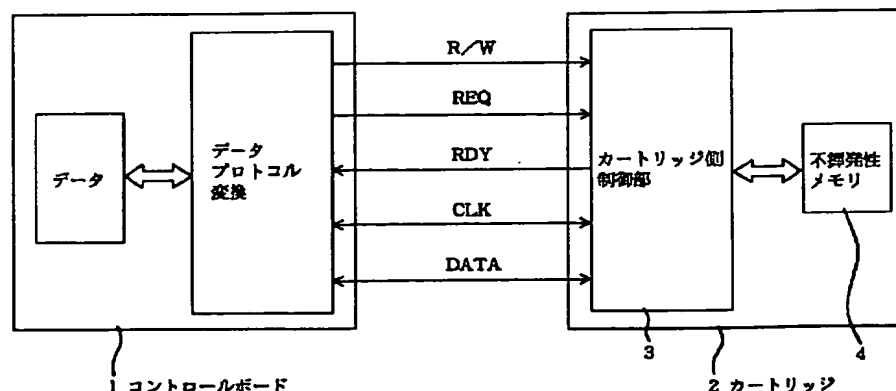 データ
データ
プロトコル
変換
R/W
REQ
RDY
CLK
DATA
カートリッジ側
制御部
不揮発性
メモリ
3
4
1 コントロールボード
2 カートリッジ